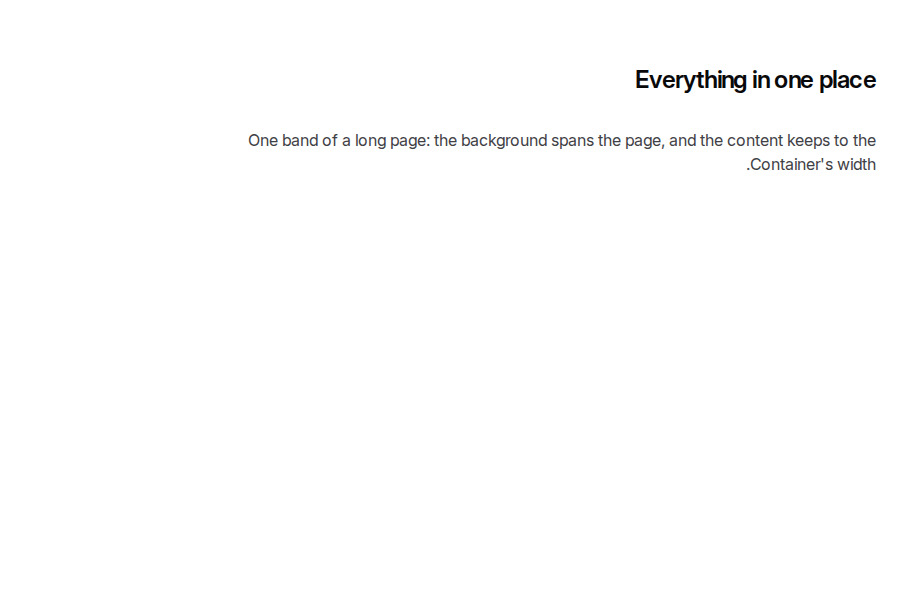 Everything in one place
One band of a long page: the background spans the page, and the content keeps to the
.Container's width